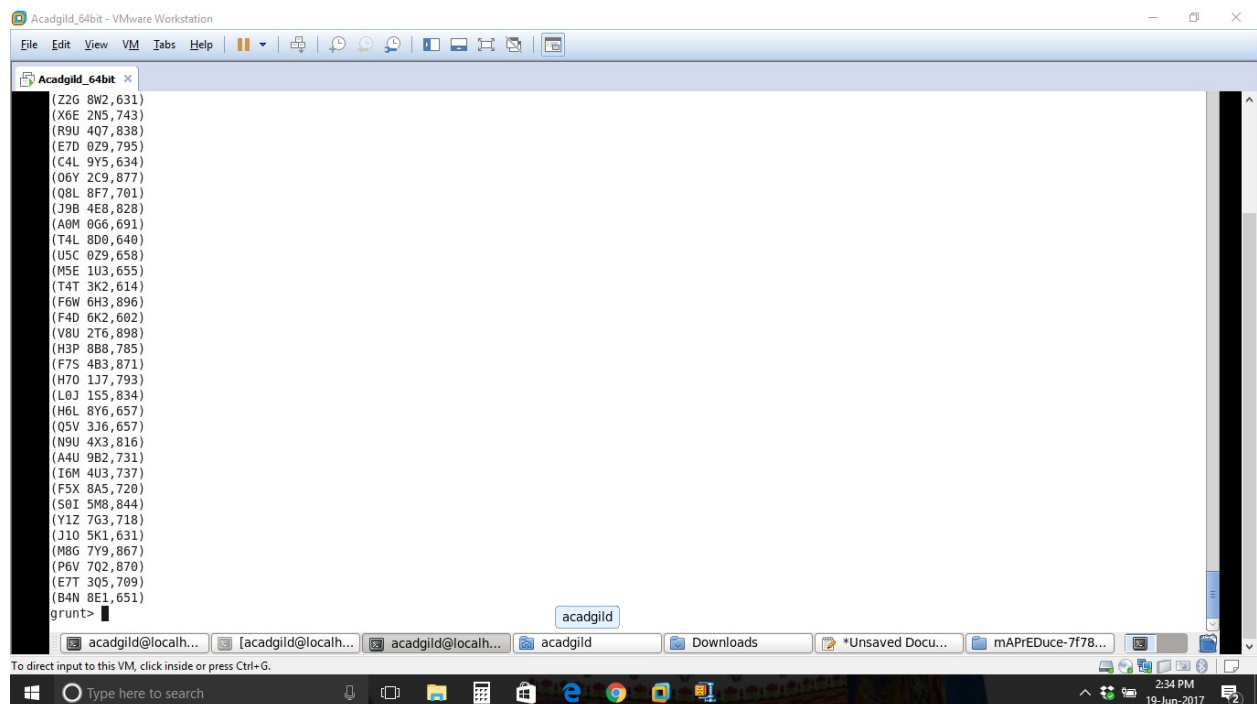 Acadgild_64bit - VMware Workstation
File Edit View VM Tabs Help
Acadgild_64bit ×
(Z2G 8W2,631)
(X6E 2N5,743)
(R9U 4Q7,838)
(E7D 0Z9,795)
(C4L 9Y5,634)
(O6Y 2C9,877)
(Q8L 8F7,701)
(J9B 4E8,828)
(A0M 0G6,691)
(T4L 8D0,640)
(U5C 0Z9,658)
(M5E 1U3,655)
(T4T 3K2,614)
(F6W 6H3,896)
(F4D 6K2,602)
(V8U 2T6,898)
(H3P 8B8,785)
(F7S 4B3,871)
(H7O 1J7,793)
(L0J 1S5,834)
(H6L 8Y6,657)
(Q5V 3J6,657)
(N9U 4X3,816)
(A4U 9B2,731)
(I6M 4U3,737)
(F5X 8A5,720)
(S0I 5M8,844)
(Y1Z 7G3,718)
(J1O 5K1,631)
(M8G 7Y9,867)
(P6V 7Q2,870)
(E7T 3Q5,709)
(B4N 8E1,651)
grunt>
acadgild
acadgild@localh... [acadgild@localh... acadgild@localh... acadgild Downloads *Unsaved Docu... mAPrEDuce-7f78...
To direct input to this VM, click inside or press Ctrl+G.
Type here to search
2:34 PM
19-Jun-2017
2